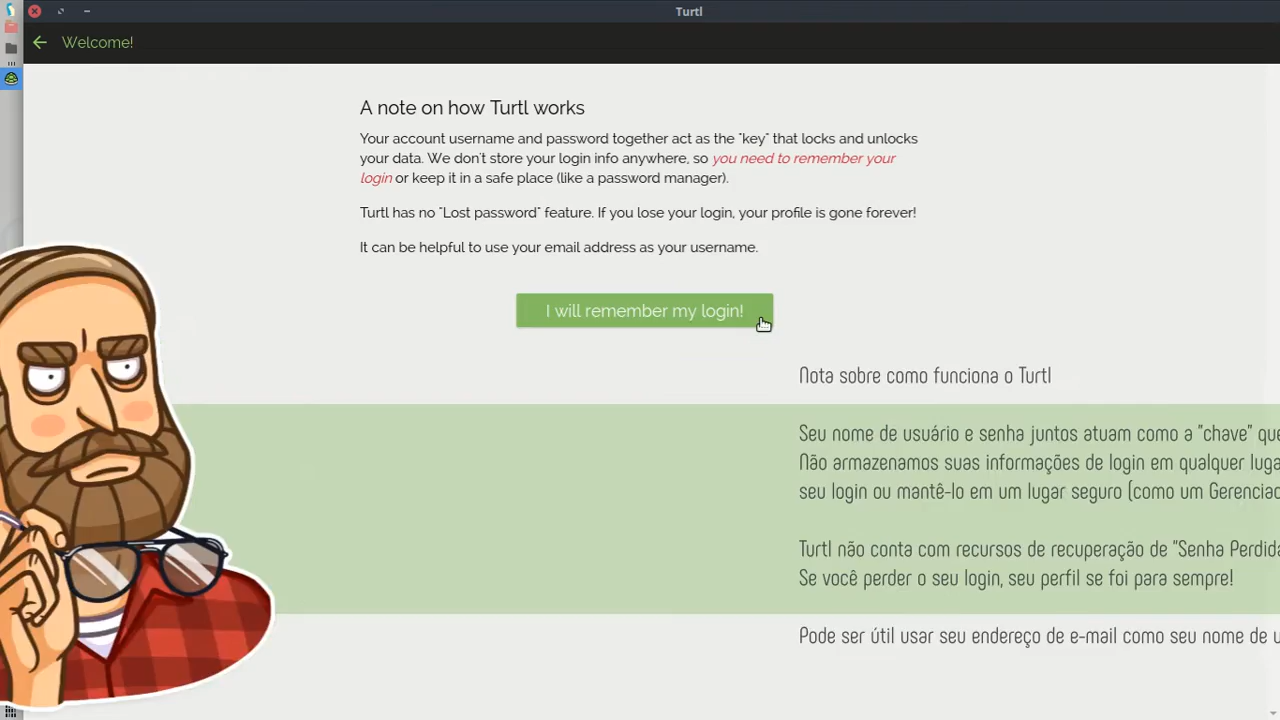 Turtl
Welcome!
A note on how Turtl works
Your account username and password together act as the "key" that locks and unlocks
your data. We don't store your login info anywhere, so you need to remember your
login or keep it in a safe place (like a password manager).
Turtl has no "Lost password" feature. If you lose your login, your profile is gone forever!
It can be helpful to use your email address as your username.
I will remember my login!
Nota sobre como funciona o Turtl
Seu nome de usuário e senha juntos atuam como a "chave" que
Não armazenamos suas informações de login em qualquer
seu login ou mantê-lo em um lugar seguro (como um
Turtl não conta com recursos de recuperação de "Senha
Se você perder o seu login, seu perfil se foi para sempre!
Pode ser útil usar seu endereço de e-mail como seu nome de